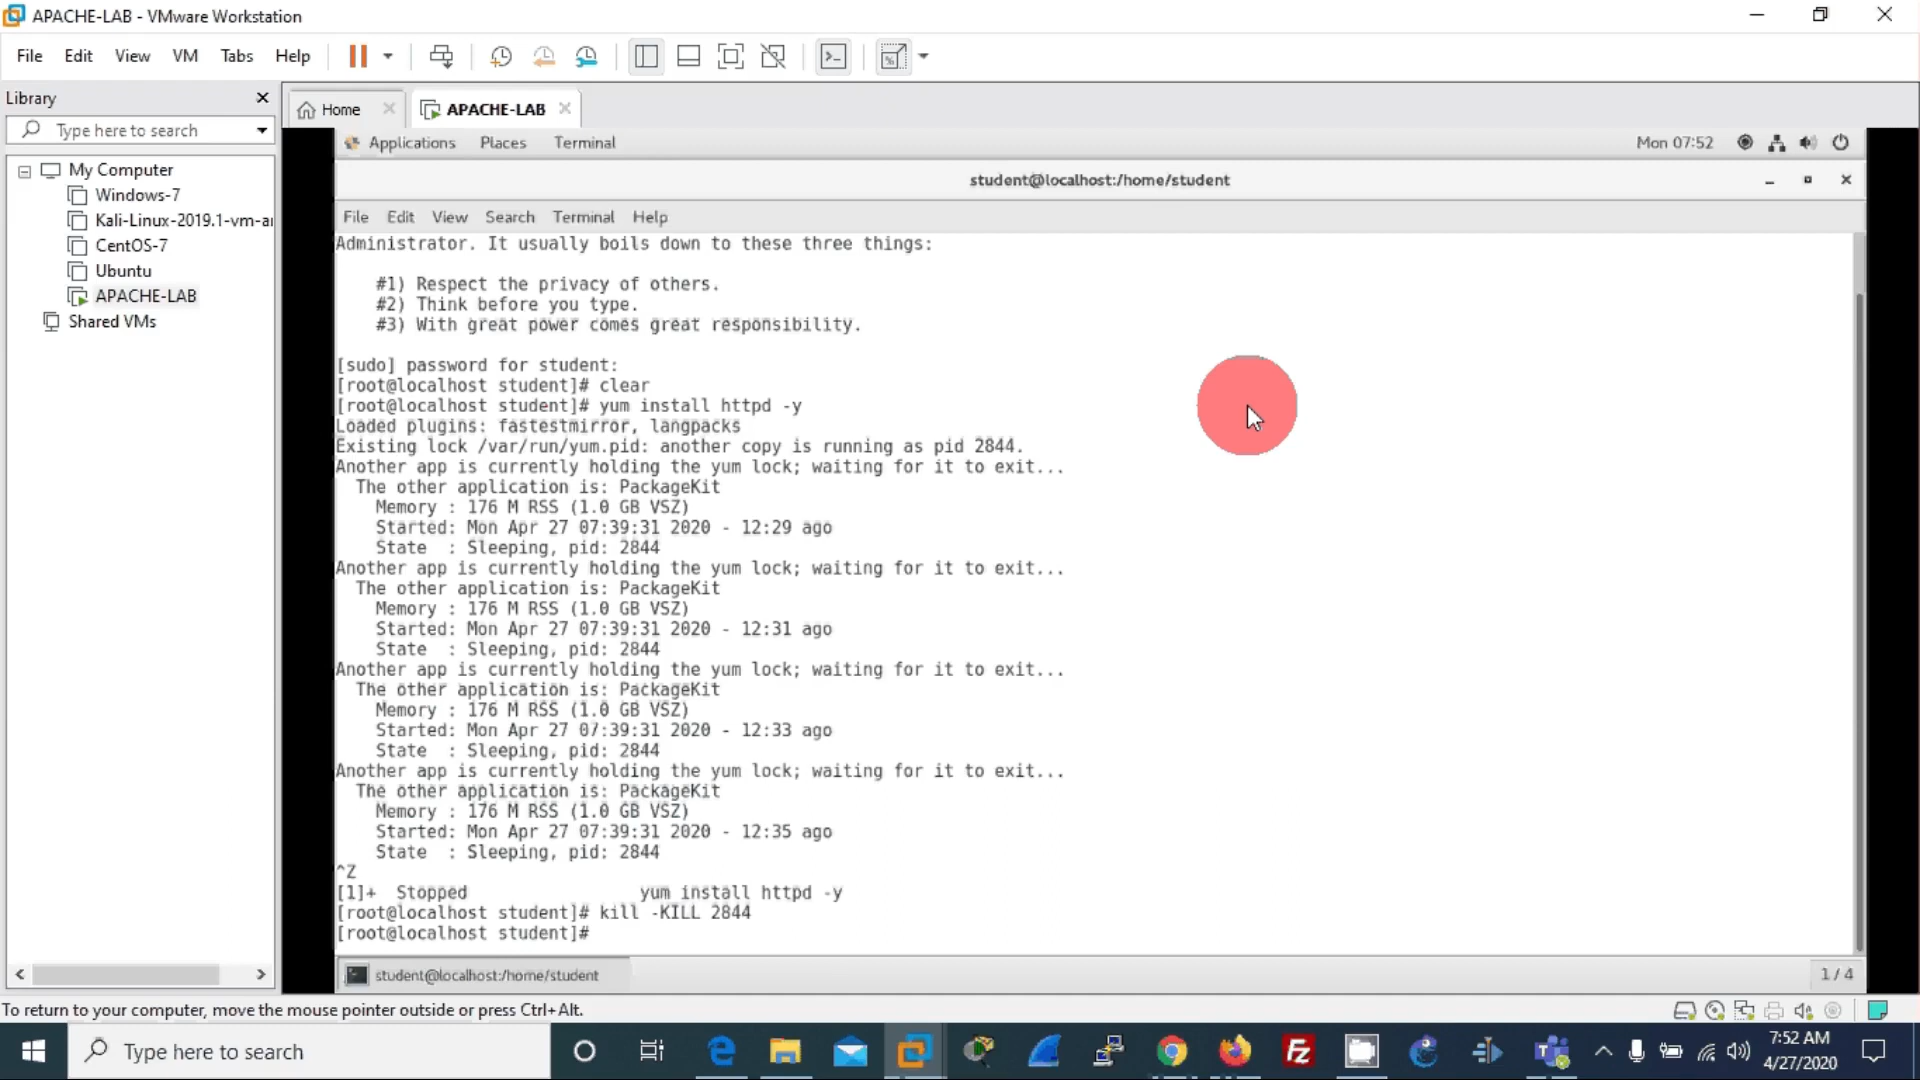 APACHE-LAB - VMware Workstation
File Edit View VM Tabs Help
Library
Type here to search
My Computer
Windows-7
Kali-Linux-2019.1-vm-a
CentOS-7
Ubuntu
APACHE-LAB
Shared VMs
Home APACHE-LAB
Applications Places Terminal Mon 07:52
student@localhost:/home/student
File Edit View Search Terminal Help
Administrator. It usually boils down to these three things:
#1) Respect the privacy of others.
#2) Think before you type.
#3) With great power comes great responsibility.
[sudo] password for student:
[root@localhost student]# clear
[root@localhost student]# yum install httpd -y
Loaded plugins: fastestmirror, langpacks
Existing lock /var/run/yum.pid: another copy is running as pid 2844.
Another app is currently holding the yum lock; waiting for it to exit...
The other application is: PackageKit
Memory : 176 M RSS (1.0 GB VSZ)
Started: Mon Apr 27 07:39:31 2020 - 12:29 ago
State : Sleeping, pid: 2844
Another app is currently holding the yum lock; waiting for it to exit...
The other application is: PackageKit
Memory : 176 M RSS (1.0 GB VSZ)
Started: Mon Apr 27 07:39:31 2020 - 12:31 ago
State : Sleeping, pid: 2844
Another app is currently holding the yum lock; waiting for it to exit...
The other application is: PackageKit
Memory : 176 M RSS (1.0 GB VSZ)
Started: Mon Apr 27 07:39:31 2020 - 12:33 ago
State : Sleeping, pid: 2844
Another app is currently holding the yum lock; waiting for it to exit...
The other application is: PackageKit
Memory : 176 M RSS (1.0 GB VSZ)
Started: Mon Apr 27 07:39:31 2020 - 12:35 ago
State : Sleeping, pid: 2844
^Z
[1]+ Stopped yum install httpd -y
[root@localhost student]# kill -KILL 2844
[root@localhost student]#
student@localhost:/home/student 1 / 4
To return to your computer, move the mouse pointer outside or press Ctrl+Alt.
Type here to search
7:52 AM
4/27/2020